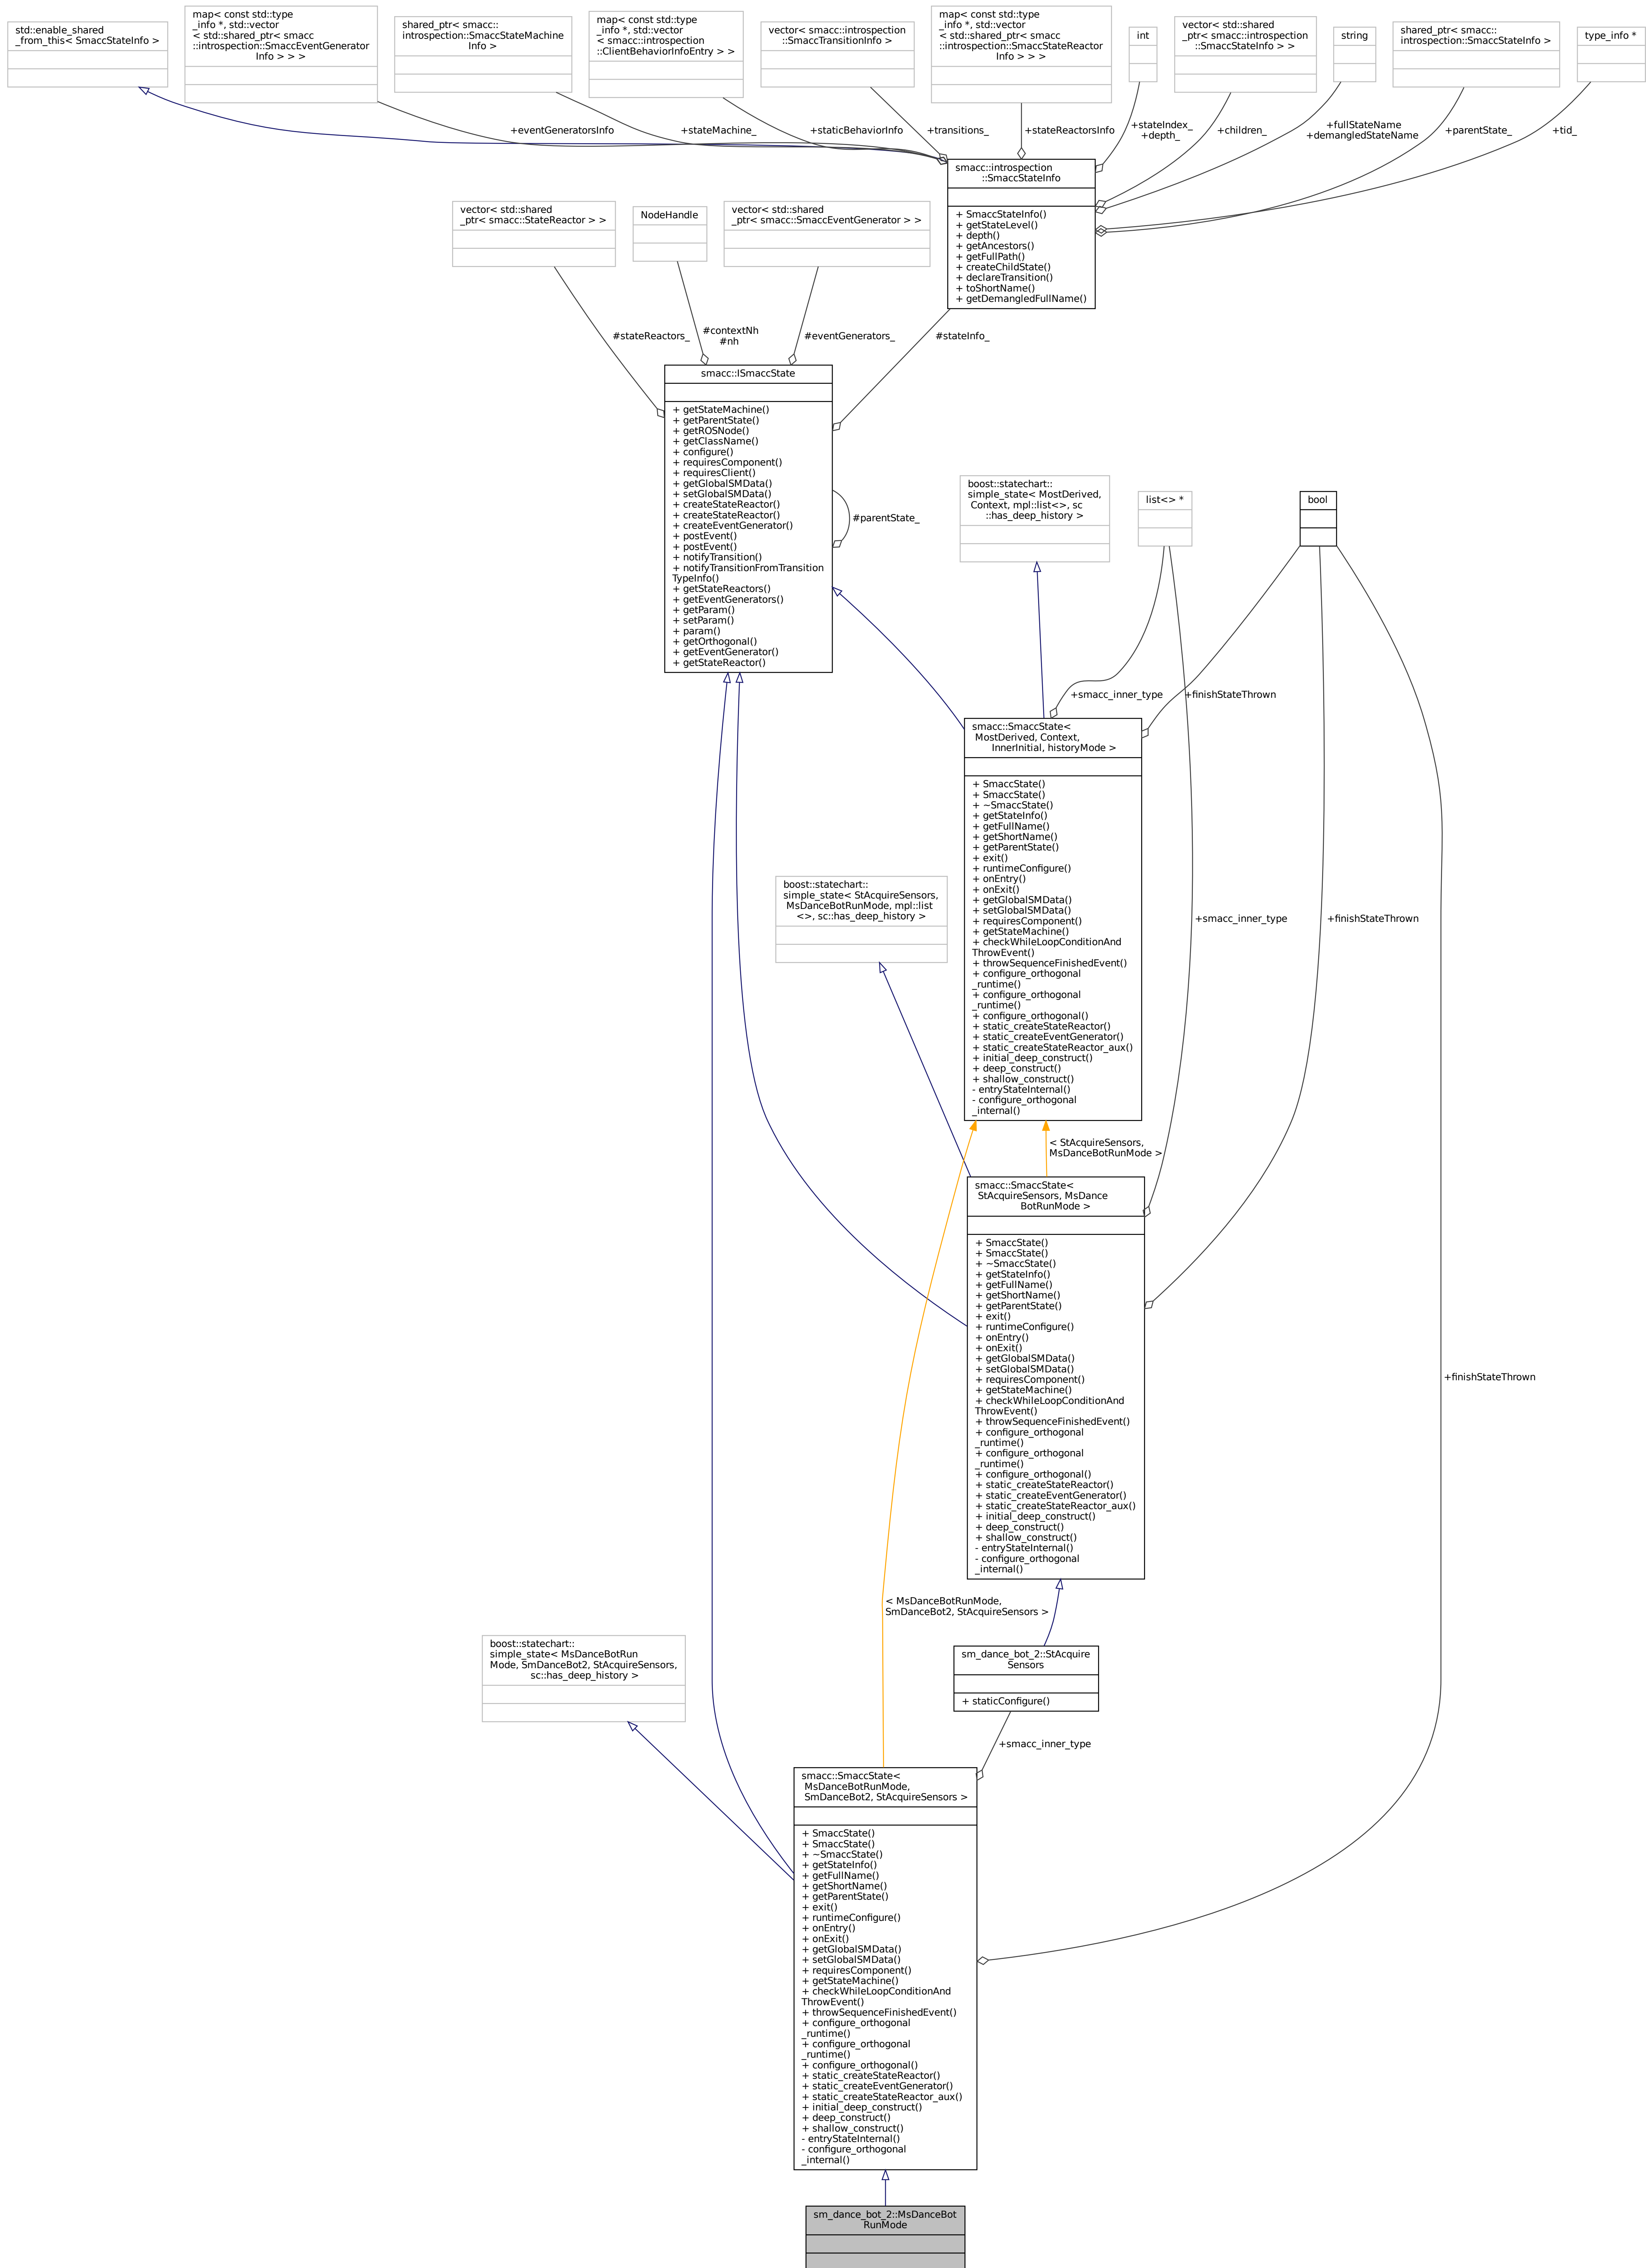 std::enable_shared
_from_this< SmaccStateInfo >
map< const std::type
_info *, std::vector
< std::shared_ptr< smacc
::introspection::SmaccEventGenerator
Info > > >
shared_ptr< smacc::
introspection::SmaccStateMachine
Info >
map< const std::type
_info *, std::vector
< smacc::introspection
::ClientBehaviorInfoEntry > >
vector< smacc::introspection
::SmaccTransitionInfo >
map< const std::type
_info *, std::vector
< std::shared_ptr< smacc
::introspection::SmaccStateReactor
Info > > >
int
vector< std::shared
_ptr< smacc::introspection
::SmaccStateInfo > >
string
shared_ptr< smacc::
introspection::SmaccStateInfo >
type_info *
+eventGeneratorsInfo
+stateMachine_
+staticBehaviorInfo
+transitions_
+stateReactorsInfo
+stateIndex_
+depth_
+children_
+fullStateName
+demangledStateName
+parentState_
+tid_
smacc::introspection
::SmaccStateInfo
+ SmaccStateInfo()
+ getStateLevel()
+ depth()
+ getAncestors()
+ getFullPath()
+ createChildState()
+ declareTransition()
+ toShortName()
+ getDemangledFullName()
vector< std::shared
_ptr< smacc::StateReactor > >
NodeHandle
vector< std::shared
_ptr< smacc::SmaccEventGenerator > >
#stateReactors_
#contextNh
#nh
#eventGenerators_
#stateInfo_
smacc::ISmaccState
+ getStateMachine()
+ getParentState()
+ getROSNode()
+ getClassName()
+ configure()
+ requiresComponent()
+ requiresClient()
+ getGlobalSMData()
+ setGlobalSMData()
+ createStateReactor()
+ createStateReactor()
+ createEventGenerator()
+ postEvent()
+ postEvent()
+ notifyTransition()
+ notifyTransitionFromTransition
TypeInfo()
+ getStateReactors()
+ getEventGenerators()
+ getParam()
+ setParam()
+ param()
+ getOrthogonal()
+ getEventGenerator()
+ getStateReactor()
#parentState_
boost::statechart::
simple_state< MostDerived,
Context, mpl::list<>, sc
::has_deep_history >
list<> *
bool
+smacc_inner_type
+finishStateThrown
smacc::SmaccState<
MostDerived, Context,
InnerInitial, historyMode >
+ SmaccState()
+ SmaccState()
+ ~SmaccState()
+ getStateInfo()
+ getFullName()
+ getShortName()
+ getParentState()
+ exit()
+ runtimeConfigure()
+ onEntry()
+ onExit()
+ getGlobalSMData()
+ setGlobalSMData()
+ requiresComponent()
+ getStateMachine()
+ checkWhileLoopConditionAnd
ThrowEvent()
+ throwSequenceFinishedEvent()
+ configure_orthogonal
_runtime()
+ configure_orthogonal
_runtime()
+ configure_orthogonal()
+ static_createStateReactor()
+ static_createEventGenerator()
+ static_createStateReactor_aux()
+ initial_deep_construct()
+ deep_construct()
+ shallow_construct()
- entryStateInternal()
- configure_orthogonal
_internal()
boost::statechart::
simple_state< StAcquireSensors,
MsDanceBotRunMode, mpl::list
<>, sc::has_deep_history >
+smacc_inner_type
+finishStateThrown
< StAcquireSensors,
MsDanceBotRunMode >
smacc::SmaccState<
StAcquireSensors, MsDance
BotRunMode >
+ SmaccState()
+ SmaccState()
+ ~SmaccState()
+ getStateInfo()
+ getFullName()
+ getShortName()
+ getParentState()
+ exit()
+ runtimeConfigure()
+ onEntry()
+ onExit()
+ getGlobalSMData()
+ setGlobalSMData()
+ requiresComponent()
+ getStateMachine()
+ checkWhileLoopConditionAnd
ThrowEvent()
+ throwSequenceFinishedEvent()
+ configure_orthogonal
_runtime()
+ configure_orthogonal
_runtime()
+ configure_orthogonal()
+ static_createStateReactor()
+ static_createEventGenerator()
+ static_createStateReactor_aux()
+ initial_deep_construct()
+ deep_construct()
+ shallow_construct()
- entryStateInternal()
- configure_orthogonal
_internal()
+finishStateThrown
< MsDanceBotRunMode,
SmDanceBot2, StAcquireSensors >
boost::statechart::
simple_state< MsDanceBotRun
Mode, SmDanceBot2, StAcquireSensors,
sc::has_deep_history >
sm_dance_bot_2::StAcquire
Sensors
+ staticConfigure()
+smacc_inner_type
smacc::SmaccState<
MsDanceBotRunMode,
SmDanceBot2, StAcquireSensors >
+ SmaccState()
+ SmaccState()
+ ~SmaccState()
+ getStateInfo()
+ getFullName()
+ getShortName()
+ getParentState()
+ exit()
+ runtimeConfigure()
+ onEntry()
+ onExit()
+ getGlobalSMData()
+ setGlobalSMData()
+ requiresComponent()
+ getStateMachine()
+ checkWhileLoopConditionAnd
ThrowEvent()
+ throwSequenceFinishedEvent()
+ configure_orthogonal
_runtime()
+ configure_orthogonal
_runtime()
+ configure_orthogonal()
+ static_createStateReactor()
+ static_createEventGenerator()
+ static_createStateReactor_aux()
+ initial_deep_construct()
+ deep_construct()
+ shallow_construct()
- entryStateInternal()
- configure_orthogonal
_internal()
sm_dance_bot_2::MsDanceBot
RunMode